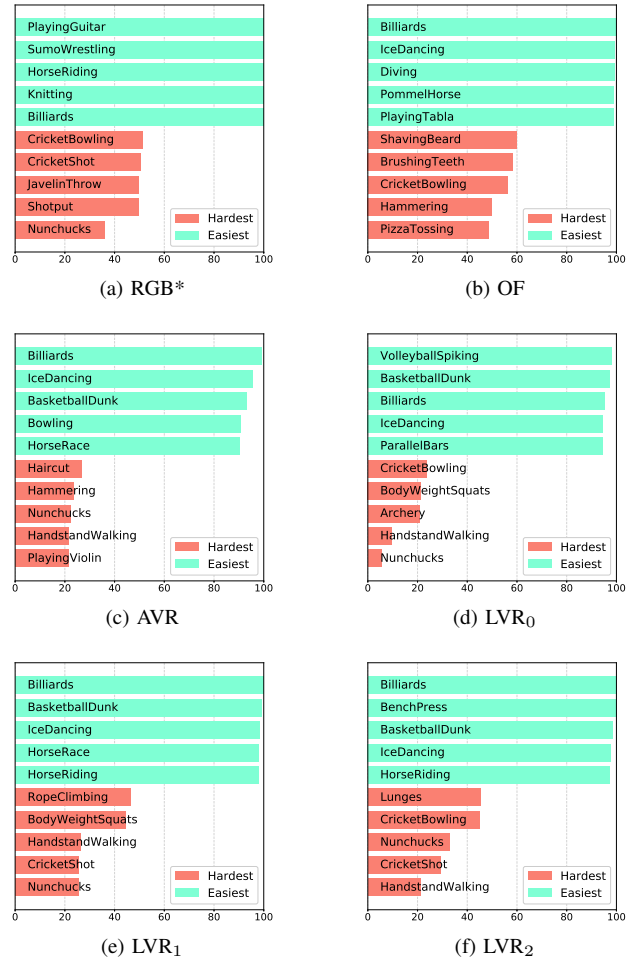 PlayingGuitar
SumoWrestling
HorseRiding
Knitting
Billiards
CricketBowling
CricketShot
JavelinThrow
Shotput
Nunchucks
Hardest
Easiest
0 20 40 60 80 100
(a) RGB*
Billiards
IceDancing
Diving
PommelHorse
PlayingTabla
ShavingBeard
BrushingTeeth
CricketBowling
Hammering
PizzaTossing
Hardest
Easiest
0 20 40 60 80 100
(b) OF
Billiards
IceDancing
BasketballDunk
Bowling
HorseRace
Haircut
Hammering
Nunchucks
HandstandWalking
PlayingViolin
Hardest
Easiest
0 20 40 60 80 100
(c) AVR
VolleyballSpiking
BasketballDunk
Billiards
IceDancing
ParallelBars
CricketBowling
BodyWeightSquats
Archery
HandstandWalking
Nunchucks
Hardest
Easiest
0 20 40 60 80 100
(d) LVR₀
Billiards
BasketballDunk
IceDancing
HorseRace
HorseRiding
RopeClimbing
BodyWeightSquats
HandstandWalking
CricketShot
Nunchucks
Hardest
Easiest
0 20 40 60 80 100
(e) LVR₁
Billiards
BenchPress
BasketballDunk
IceDancing
HorseRiding
Lunges
CricketBowling
Nunchucks
CricketShot
HandstandWalking
Hardest
Easiest
0 20 40 60 80 100
(f) LVR₂